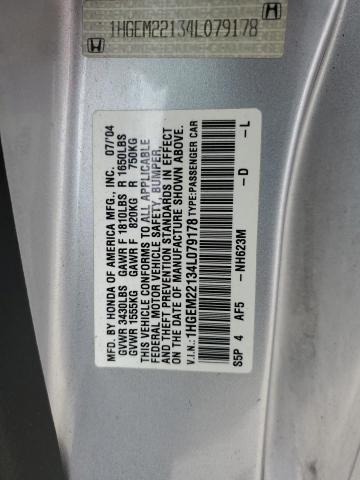 1HGEM22134L079178
MFD. BY HONDA OF AMERICA MFG., INC. 07/'04
GVWR 3430LBS GAWR F 1810LBS R 1650LBS
GVWR 1555KG GAWR F 820KG R 750KG
THIS VEHICLE CONFORMS TO ALL APPLICABLE
FEDERAL MOTOR VEHICLE SAFETY, BUMPER,
AND THEFT PREVENTION STANDARDS IN EFFECT
ON THE DATE OF MANUFACTURE SHOWN ABOVE.
V.I.N.: 1HGEM22134L079178 TYPE:PASSENGER CAR
S5P 4 AF5 - NH623M - D - L